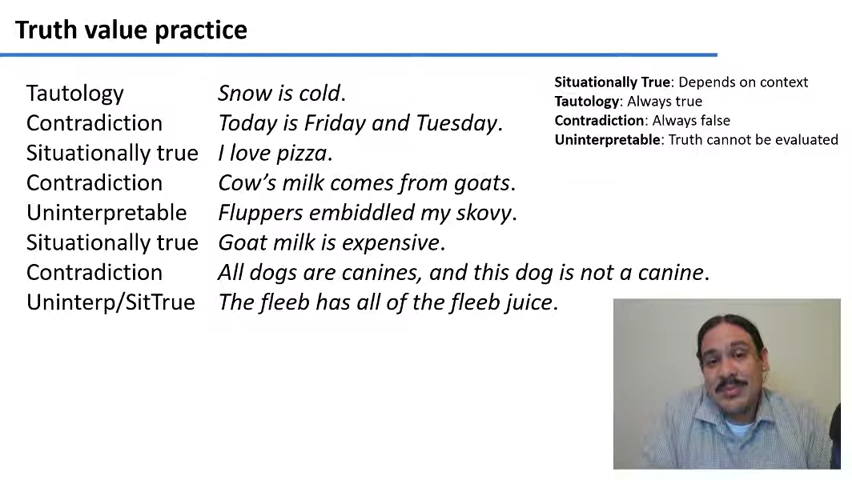 Truth value practice
Tautology Snow is cold.
Contradiction Today is Friday and Tuesday.
Situationally true I love pizza.
Contradiction Cow's milk comes from goats.
Uninterpretable Fluppers embiddled my skovy.
Situationally true Goat milk is expensive.
Contradiction All dogs are canines, and this dog is not a canine.
Uninterp/SitTrue The fleeb has all of the fleeb juice.
Situationally True: Depends on context
Tautology: Always true
Contradiction: Always false
Uninterpretable: Truth cannot be evaluated